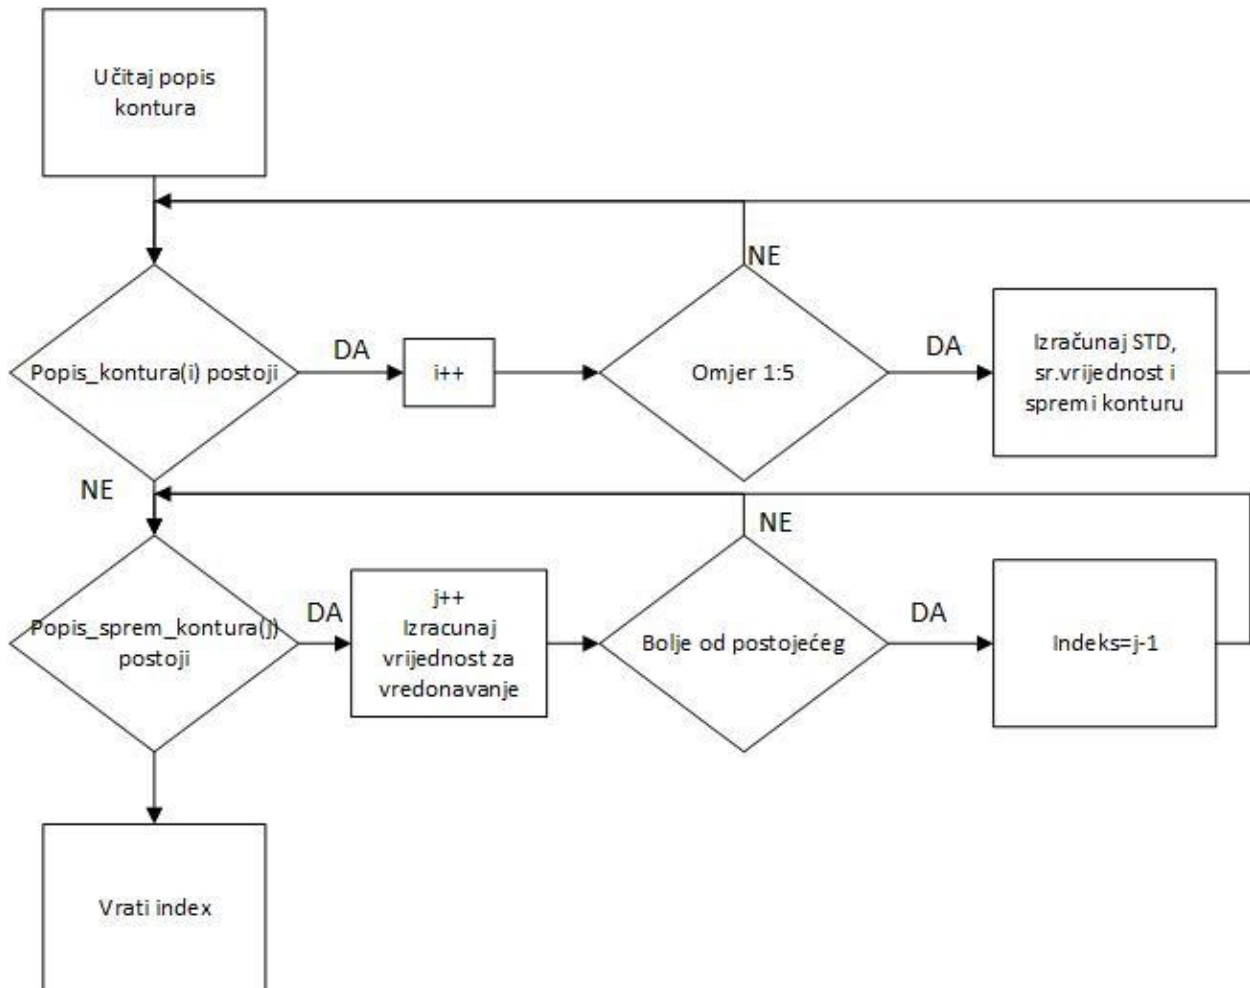 Učitaj popis
kontura
NE
Popis_kontura(i) postoji
DA
i++
Omjer 1:5
DA
Izračunaj STD,
sr.vrijednost i
spremi konturu
NE
NE
Popis_sprem_kontura(j)
postoji
DA
j++
Izracunaj
vrijednost za
vredonavanje
Bolje od postojećeg
DA
Indeks=j-1
Vrati index